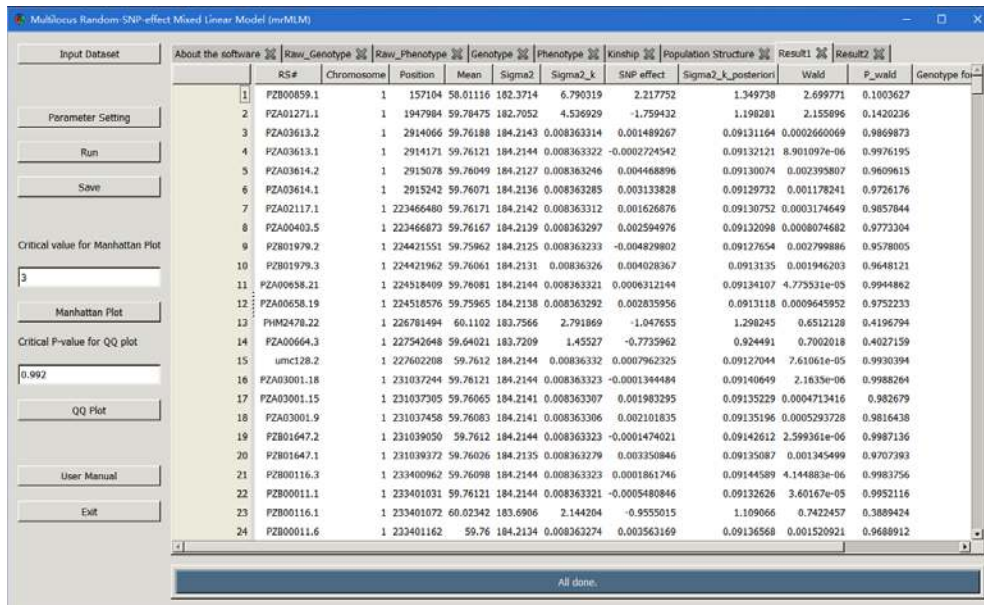 Multilocus Random-SNP-effect Mixed Linear Model (mrMLM)
Input Dataset
Parameter Setting
Run
Save
Critical value for Manhattan Plot
3
Manhattan Plot
Critical P-value for QQ plot
0.992
QQ Plot
User Manual
Exit
About the software Raw_Genotype Raw_Phenotype Genotype Phenotype Kinship Population Structure Result1 Result2
RS# Chromosome Position Mean Sigma2 Sigma2_k SNP effect Sigma2_k_posteriori Wald P_wald Genotype for
1 PZB00859.1 1 157104 58.01116 182.3714 6.790319 2.217752 1.349738 2.699771 0.1003627
2 PZA01271.1 1 1947984 59.78475 182.7052 4.536929 -1.759432 1.198281 2.155896 0.1420236
3 PZA03613.2 1 2914066 59.76188 184.2143 0.008363314 0.001489267 0.09131164 0.0002660069 0.9869873
4 PZA03613.1 1 2914171 59.76121 184.2144 0.008363322 -0.0002724542 0.09132121 8.901097e-06 0.9976195
5 PZA03614.2 1 2915078 59.76049 184.2127 0.008363246 0.004468896 0.09130074 0.002395807 0.9609615
6 PZA03614.1 1 2915242 59.76071 184.2136 0.008363285 0.003133828 0.09129732 0.001178241 0.9726176
7 PZA02117.1 1 223466480 59.76171 184.2142 0.008363312 0.001626876 0.09130752 0.0003174649 0.9857844
8 PZA00403.5 1 223466873 59.76167 184.2139 0.008363297 0.002594976 0.09132098 0.0008074682 0.9773304
9 PZB01979.2 1 224421551 59.75962 184.2125 0.008363233 -0.004829802 0.09127654 0.002799886 0.9578005
10 PZB01979.3 1 224421962 59.76061 184.2131 0.00836326 0.004028367 0.0913135 0.001946203 0.9648121
11 PZA00658.21 1 224518409 59.76081 184.2144 0.008363321 0.0006312144 0.09134107 4.775531e-05 0.9944862
12 PZA00658.19 1 224518576 59.75965 184.2138 0.008363292 0.002835956 0.0913118 0.0009645952 0.9752233
13 PHM2478.22 1 226781494 60.1102 183.7566 2.791869 -1.047655 1.298245 0.6512128 0.4196794
14 PZA00664.3 1 227542648 59.64021 183.7209 1.45527 -0.7735962 0.924491 0.7002018 0.4027159
15 umc128.2 1 227602208 59.7612 184.2144 0.00836332 0.0007962325 0.09127044 7.61061e-05 0.9930394
16 PZA03001.18 1 231037244 59.76121 184.2144 0.008363323 -0.0001344484 0.09140649 2.1635e-06 0.9988264
17 PZA03001.15 1 231037305 59.76065 184.2141 0.008363307 0.001983295 0.09135229 0.0004713416 0.982679
18 PZA03001.9 1 231037458 59.76083 184.2141 0.008363306 0.002101835 0.09135196 0.0005293728 0.9816438
19 PZB01647.2 1 231039050 59.7612 184.2144 0.008363323 -0.0001474021 0.09142612 2.599361e-06 0.9987136
20 PZB01647.1 1 231039372 59.76026 184.2135 0.008363279 0.003350846 0.09135087 0.001345499 0.9707393
21 PZB00116.3 1 233400962 59.76098 184.2144 0.008363323 0.0001861746 0.09144589 4.144883e-06 0.9983756
22 PZB00011.1 1 233401031 59.76121 184.2144 0.008363321 -0.0005480846 0.09132626 3.60167e-05 0.9952116
23 PZB00116.1 1 233401072 60.02342 183.6906 2.144204 -0.9555015 1.109066 0.7422457 0.3889424
24 PZB00011.6 1 233401162 59.76 184.2134 0.008363274 0.003563169 0.09136568 0.001520921 0.9688912
All done.